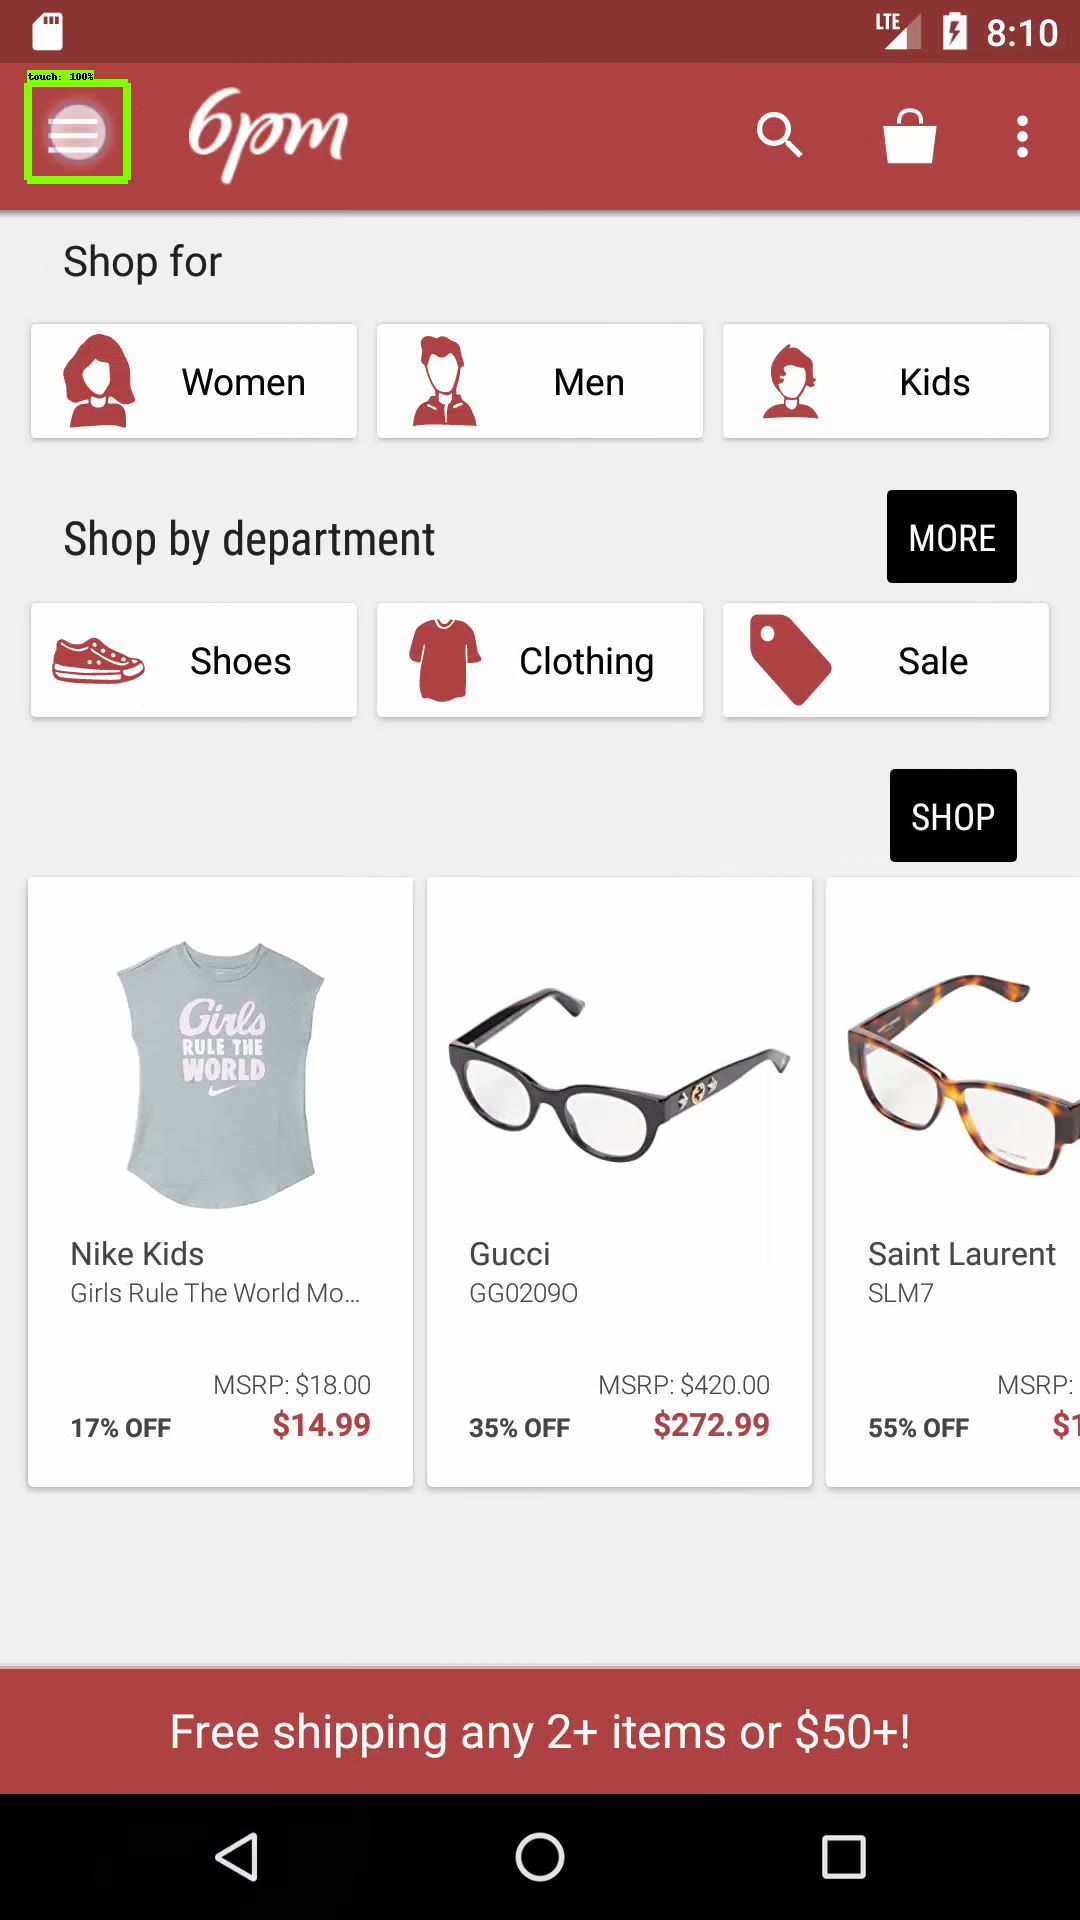 LTE 8:10
touch: 100%
6pm
Shop for
Women Men Kids
Shop by department MORE
Shoes Clothing Sale
SHOP
Girls
RULE THE
WORLD
Nike Kids
Girls Rule The World Mo...
MSRP: $18.00
17% OFF $14.99
Gucci
GG0209O
MSRP: $420.00
35% OFF $272.99
Saint Laurent
SLM7
MSRP:
55% OFF $1
Free shipping any 2+ items or $50+!